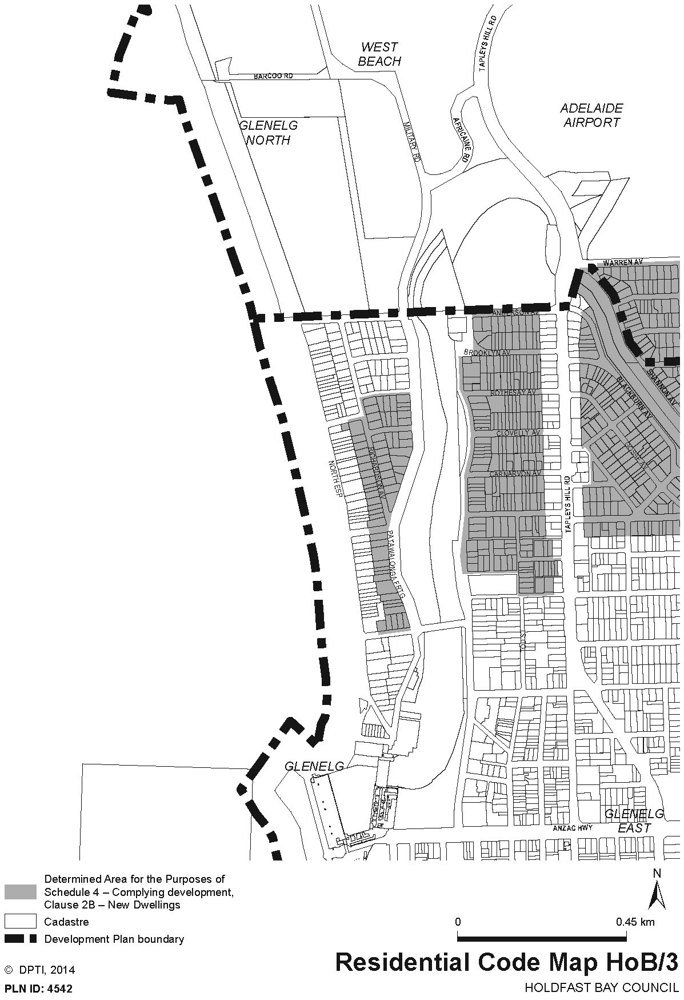 WEST
BEACH
TAPLEYS HILL RD
BARCOO RD
ADELAIDE
AIRPORT
GLENELG
NORTH
MILITARY RD
AFRICAINE RD
WARREN AV
ANDERSON AV
BROOKLYN AV
SHANNON AV
BLACKBURN AV
ROTHESAY AV
CLOVELLY AV
GOSSE AV
RICHARDSON AV
NORTH ESP
CARNARVON AV
TAPLEYS HILL RD
PATAWALONGA FRTG
GLENELG
GLENELG
EAST
ANZAC HWY
Determined Area for the Purposes of
Schedule 4 – Complying development,
Clause 2B – New Dwellings
Cadastre
Development Plan boundary
N
0 0.45 km
Residential Code Map HoB/3
© DPTI, 2014
PLN ID: 4542
HOLDFAST BAY COUNCIL